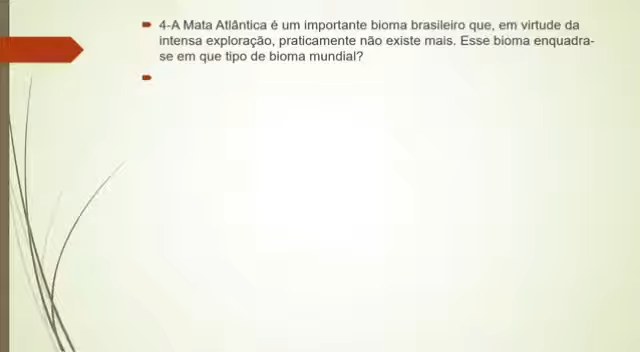 4-A Mata Atlântica é um importante bioma brasileiro que, em virtude da
intensa exploração, praticamente não existe mais. Esse bioma enquadra-
se em que tipo de bioma mundial?